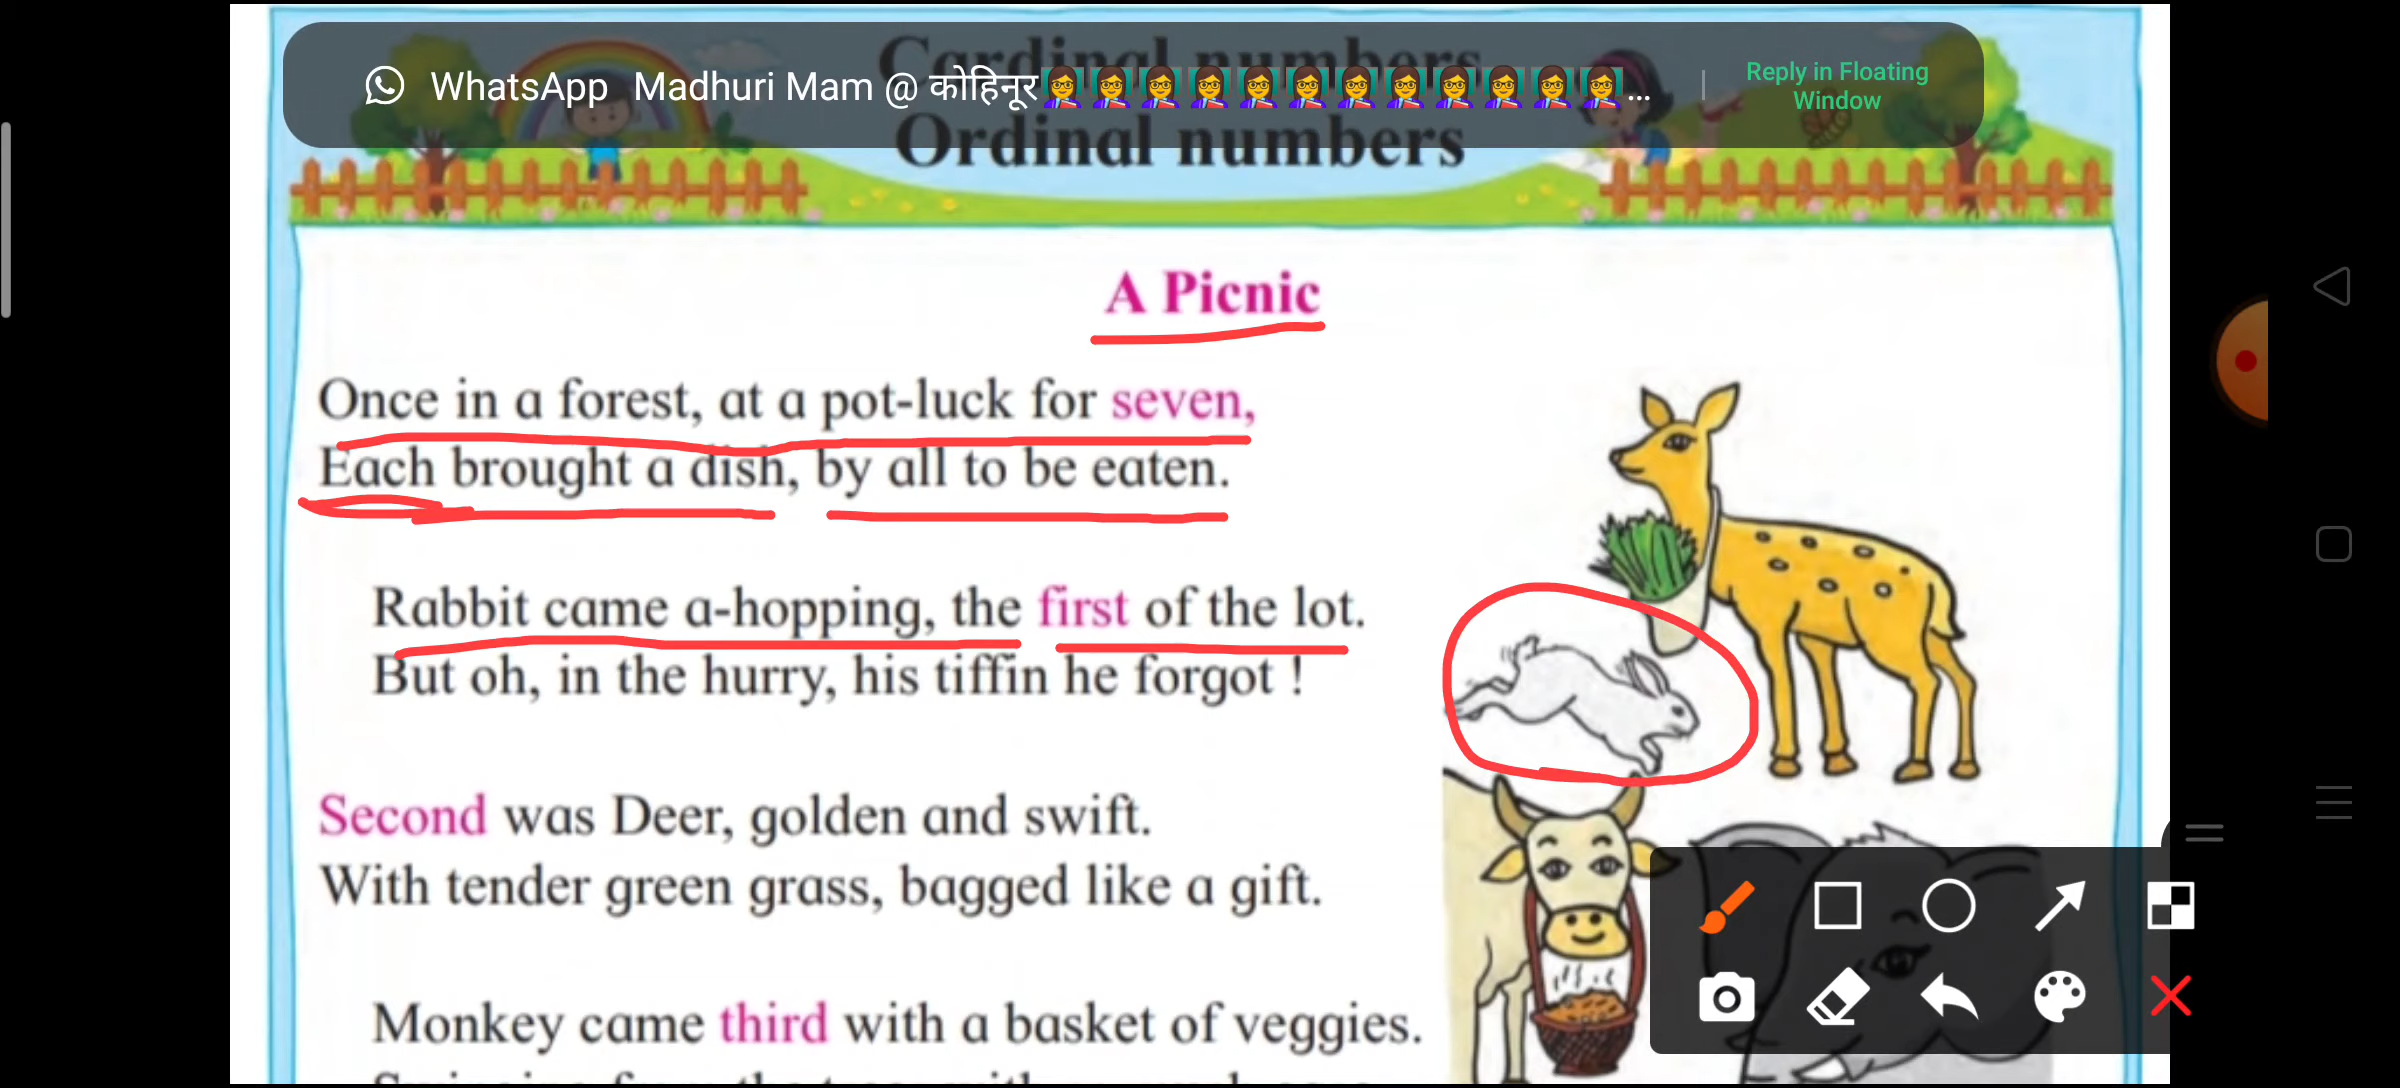 Cardinal numbers
WhatsApp Madhuri Mam @ कोहिनूर👩‍🏫👩‍🏫👩‍🏫👩‍🏫👩‍🏫👩‍🏫👩‍🏫👩‍🏫👩‍🏫👩‍🏫👩‍🏫👩‍🏫...
Reply in Floating
Window
Ordinal numbers
A Picnic
Once in a forest, at a pot-luck for seven,
Each brought a dish, by all to be eaten.
Rabbit came a-hopping, the first of the lot.
But oh, in the hurry, his tiffin he forgot !
Second was Deer, golden and swift.
With tender green grass, bagged like a gift.
Monkey came third with a basket of veggies.